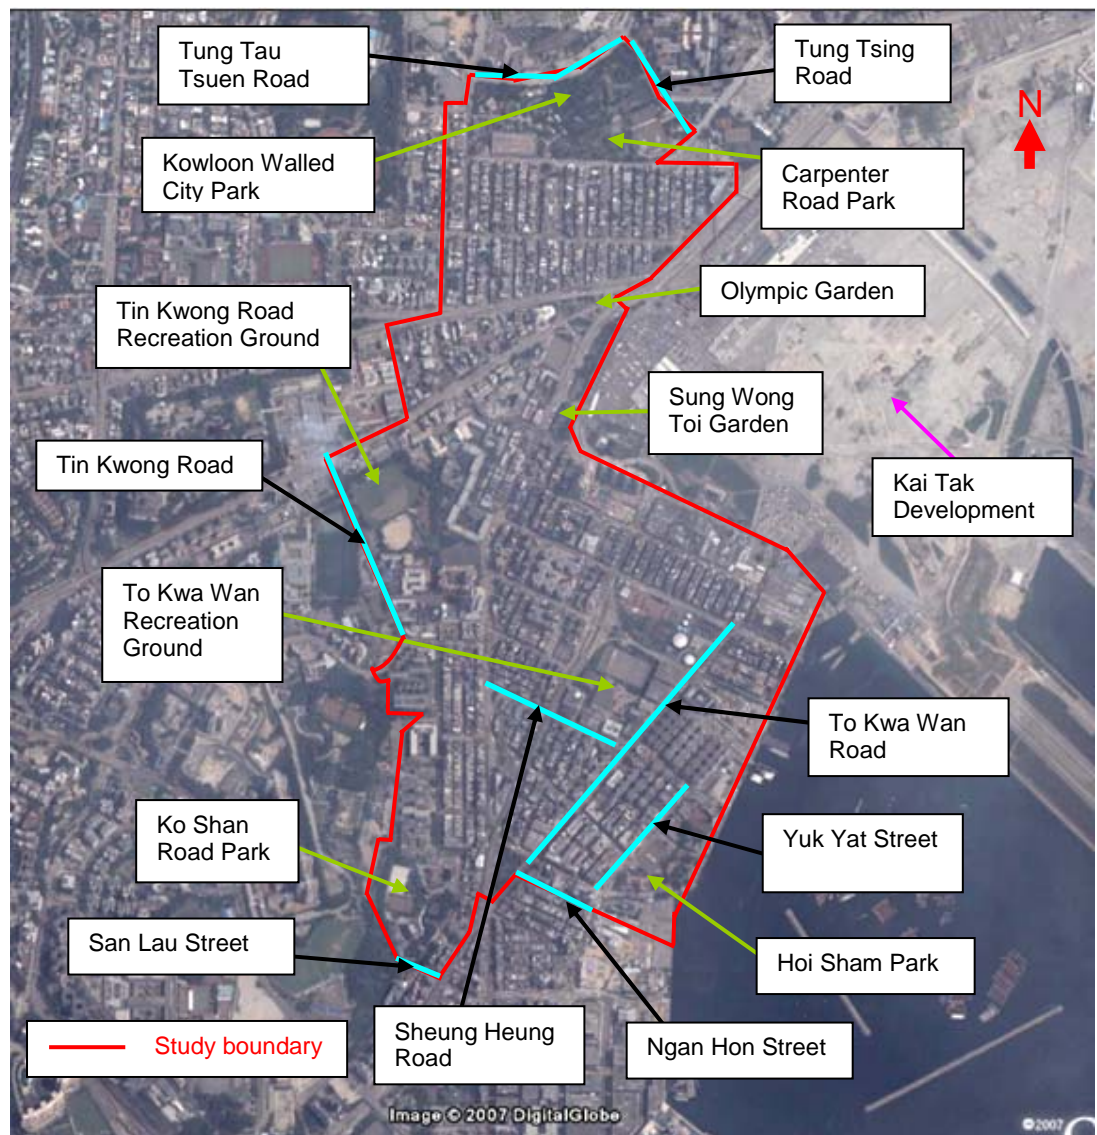 Tung Tau
Tsuen Road
Tung Tsing
Road
N
Kowloon Walled
City Park
Carpenter
Road Park
Olympic Garden
Tin Kwong Road
Recreation Ground
Sung Wong
Toi Garden
Tin Kwong Road
Kai Tak
Development
To Kwa Wan
Recreation
Ground
To Kwa Wan
Road
Ko Shan
Road Park
Yuk Yat Street
San Lau Street
Hoi Sham Park
Sheung Heung
Road
Ngan Hon Street
Study boundary
Image © 2007 DigitalGlobe
©2007